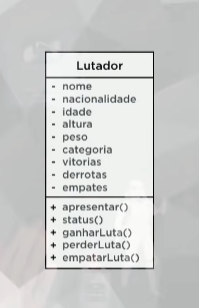 Lutador
- nome
- nacionalidade
- idade
- altura
- peso
- categoria
- vitorias
- derrotas
- empates
+ apresentar()
+ status()
+ ganharLuta()
+ perderLuta()
+ empatarLuta()